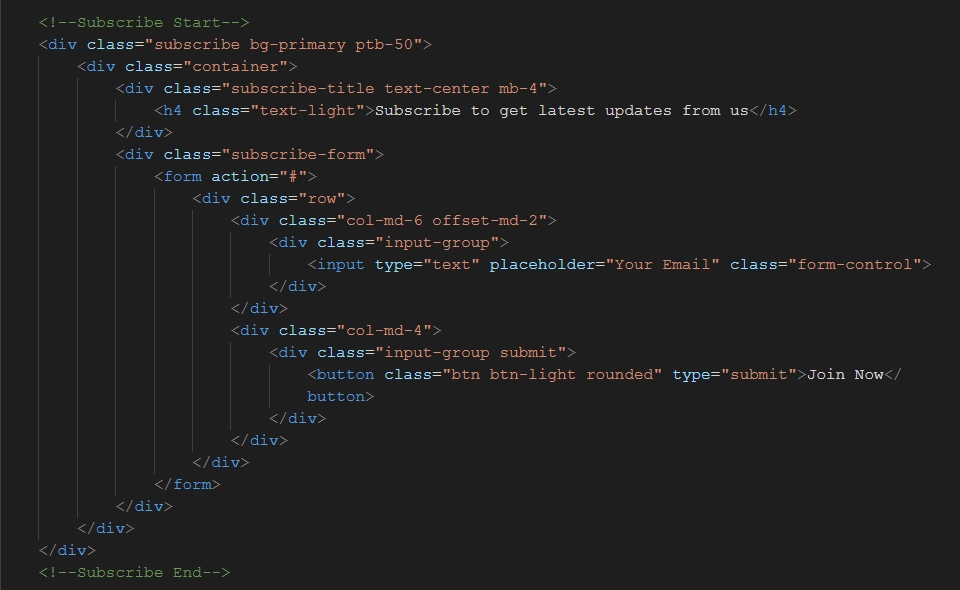 <!--Subscribe Start-->
<div class="subscribe bg-primary ptb-50">
    <div class="container">
        <div class="subscribe-title text-center mb-4">
            <h4 class="text-light">Subscribe to get latest updates from us</h4>
        </div>
        <div class="subscribe-form">
            <form action="#">
                <div class="row">
                    <div class="col-md-6 offset-md-2">
                        <div class="input-group">
                            <input type="text" placeholder="Your Email" class="form-control">
                        </div>
                    </div>
                    <div class="col-md-4">
                        <div class="input-group submit">
                            <button class="btn btn-light rounded" type="submit">Join Now</
                            button>
                        </div>
                    </div>
                </div>
            </form>
        </div>
    </div>
</div>
<!--Subscribe End-->